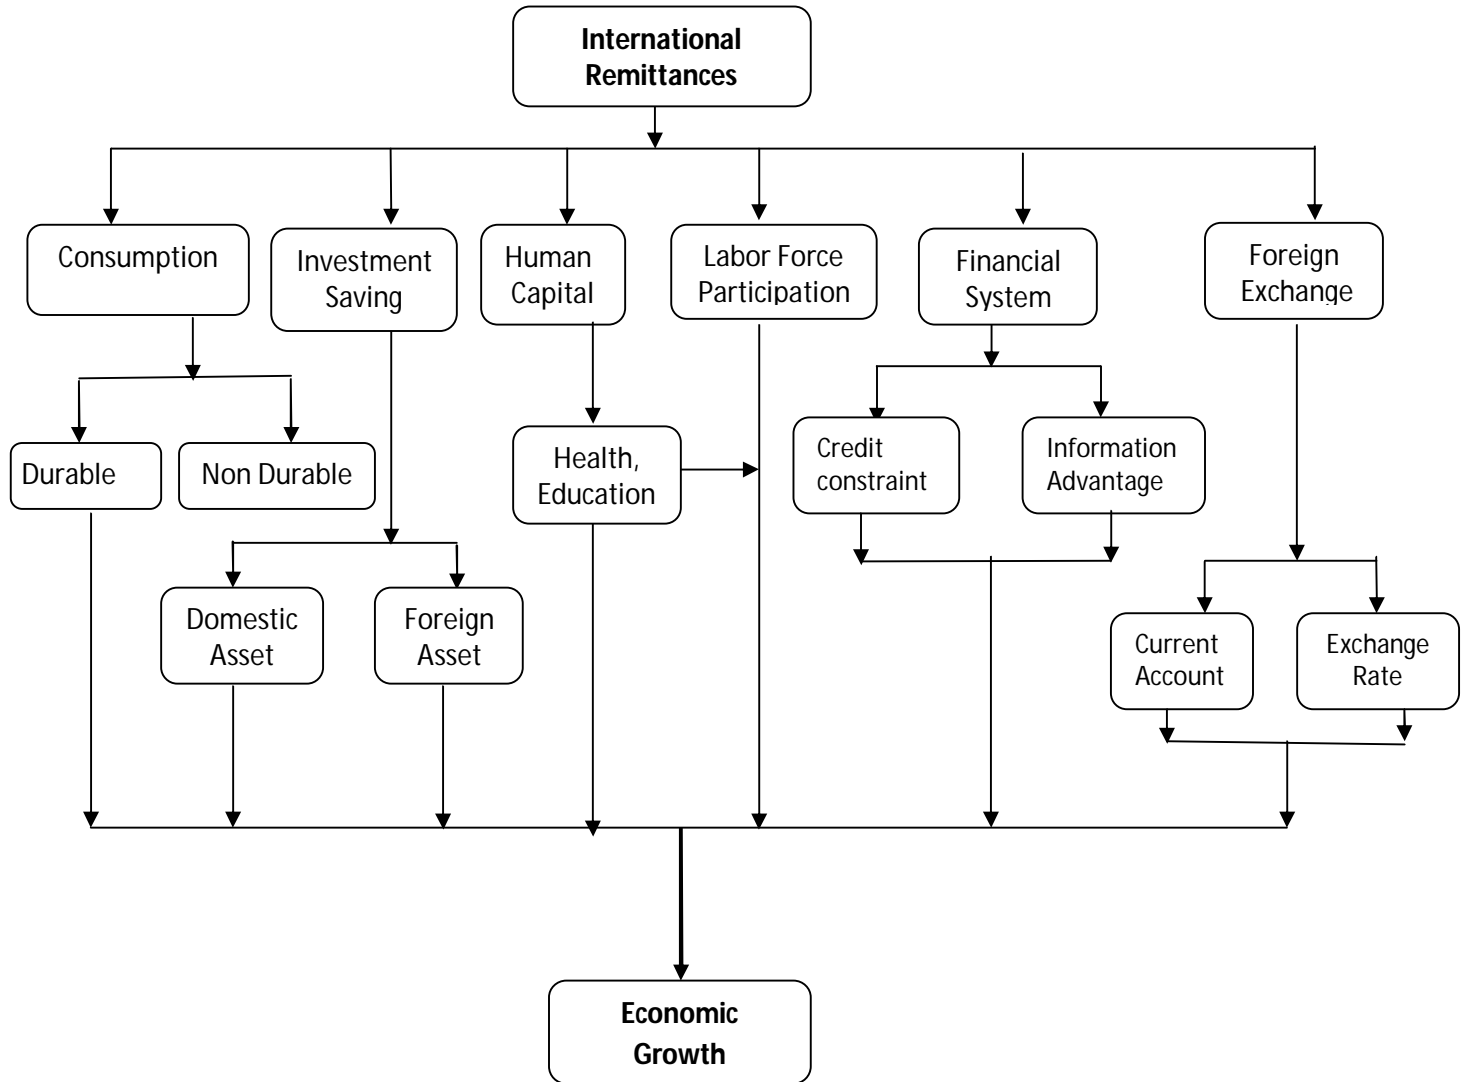 International
Remittances
Consumption
Investment
Saving
Human
Capital
Labor Force
Participation
Financial
System
Foreign
Exchange
Durable
Non Durable
Health,
Education
Credit
constraint
Information
Advantage
Domestic
Asset
Foreign
Asset
Current
Account
Exchange
Rate
Economic
Growth